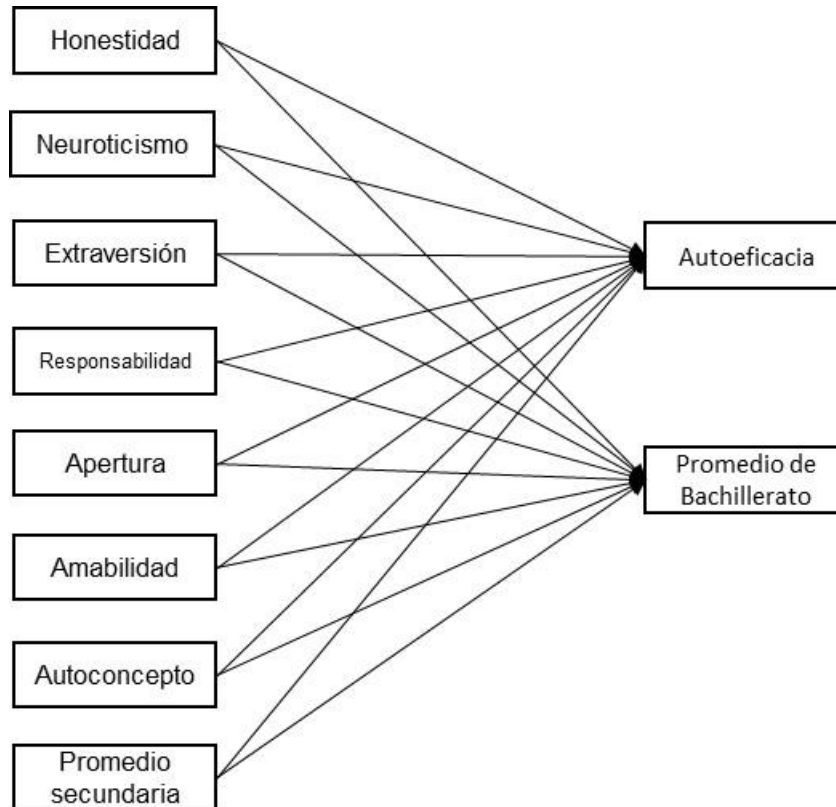 Honestidad
Neuroticismo
Extraversión
Responsabilidad
Apertura
Amabilidad
Autoconcepto
Promedio
secundaria
Autoeficacia
Promedio de
Bachillerato